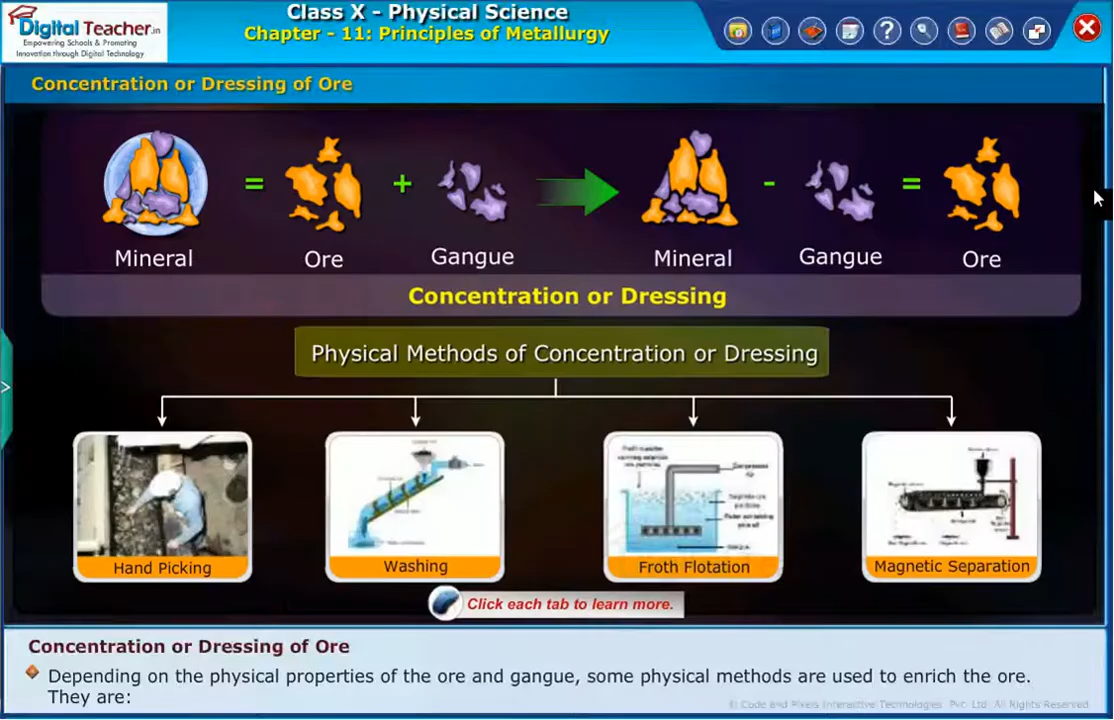 Digital Teacher.in
Empowering Schools & Promoting
Innovation through Digital Technology
Class X - Physical Science
Chapter - 11: Principles of Metallurgy
Concentration or Dressing of Ore
= + - =
Mineral Ore Gangue Mineral Gangue Ore
Concentration or Dressing
Physical Methods of Concentration or Dressing
Hand Picking Washing Froth Flotation Magnetic Separation
Click each tab to learn more.
Concentration or Dressing of Ore
Depending on the physical properties of the ore and gangue, some physical methods are used to enrich the ore.
They are:
© Code and Pixels Interactive Technologies. Pvt. Ltd. All Rights Reserved.